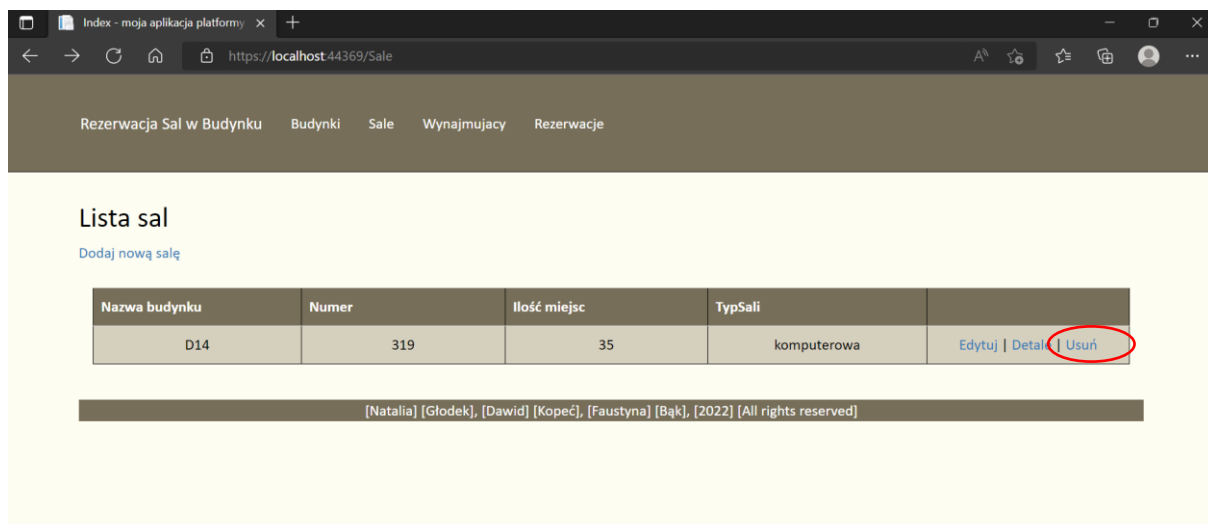 Index - moja aplikacja platformy
https://localhost:44369/Sale
Rezerwacja Sal w Budynku Budynki Sale Wynajmujacy Rezerwacje
Lista sal
Dodaj nową salę
Nazwa budynku Numer Ilość miejsc TypSali
D14 319 35 komputerowa Edytuj | Detale | Usuń
[Natalia] [Głodek], [Dawid] [Kopeć], [Faustyna] [Bąk], [2022] [All rights reserved]